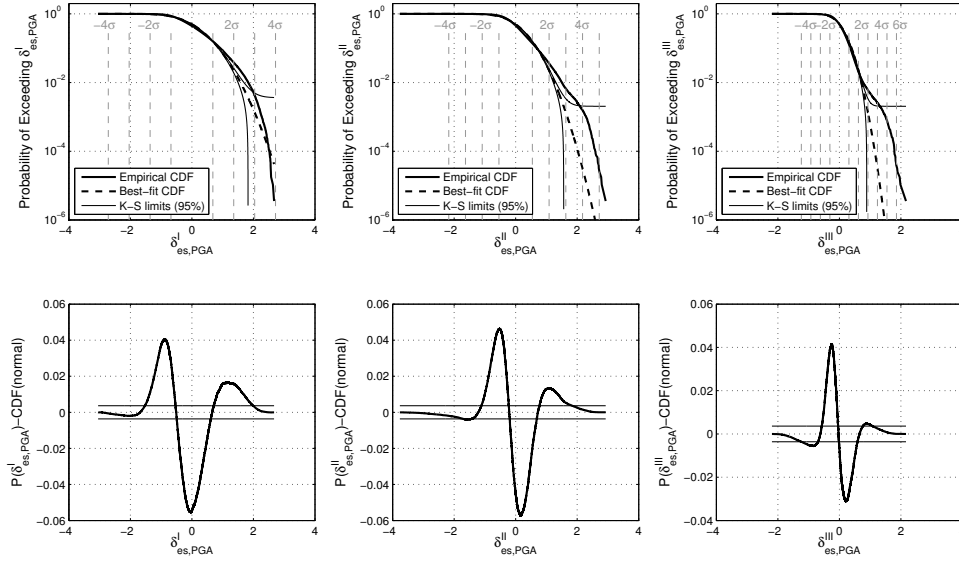 Probability of Exceeding δ^I_es,PGA
10^0
10^−2
10^−4
10^−6
−4σ −2σ 2σ 4σ
Empirical CDF
Best−fit CDF
K−S limits (95%)
−4 −2 0 2 4
δ^I_es,PGA
Probability of Exceeding δ^II_es,PGA
10^0
10^−2
10^−4
10^−6
−4σ −2σ 2σ 4σ
Empirical CDF
Best−fit CDF
K−S limits (95%)
−4 −2 0 2 4
δ^II_es,PGA
Probability of Exceeding δ^III_es,PGA
10^0
10^−2
10^−4
10^−6
−4σ −2σ 2σ 4σ 6σ
Empirical CDF
Best−fit CDF
K−S limits (95%)
−4 −2 0 2
δ^III_es,PGA
P(δ^I_es,PGA)−CDF(normal)
0.06
0.04
0.02
0
−0.02
−0.04
−0.06
−4 −2 0 2 4
δ^I_es,PGA
P(δ^II_es,PGA)−CDF(normal)
0.06
0.04
0.02
0
−0.02
−0.04
−0.06
−4 −2 0 2 4
δ^II_es,PGA
P(δ^III_es,PGA)−CDF(normal)
0.06
0.04
0.02
0
−0.02
−0.04
−4 −2 0 2
δ^III_es,PGA